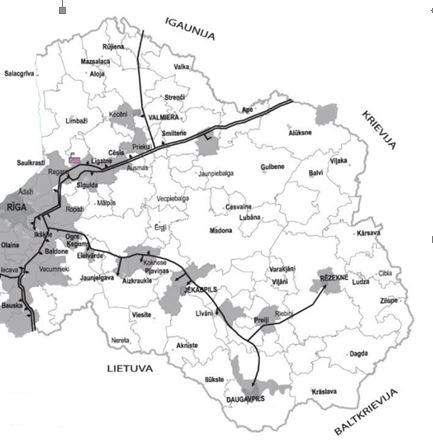 IGAUNIJA
Rūjiena
Mazsalaca
Valka
Salacgrīva
Aloja
Strenči
Ape
Limbaži
Kocēni
VALMIERA
Smiltene
KRIEVIJA
Alūksne
Priekuļi
Cēsis
Saulkrasti
Līgatne
Viļaka
Gulbene
Balvi
Jaunpiebalga
Sigulda
Ādaži
RĪGA
Ropaži
Mālpils
Vecpiebalga
Cesvaine
Lubāna
Ērgļi
Madona
Ikšķile
Ogre
Ķegums
Kārsava
Olaine
Baldone
Lielvārde
Koknese
Pļaviņas
Varakļāni
Viļāni
RĒZEKNE
Cibla
Ludza
Iecava
Vecumnieki
Jaunjelgava
Aizkraukle
JĒKABPILS
Zilupe
Bauska
Līvāni
Preiļi
Riebiņi
Viesīte
Nereta
Akniste
Dagda
LIETUVA
Ilūkste
Krāslava
DAUGAVPILS
BALTKRIEVIJA